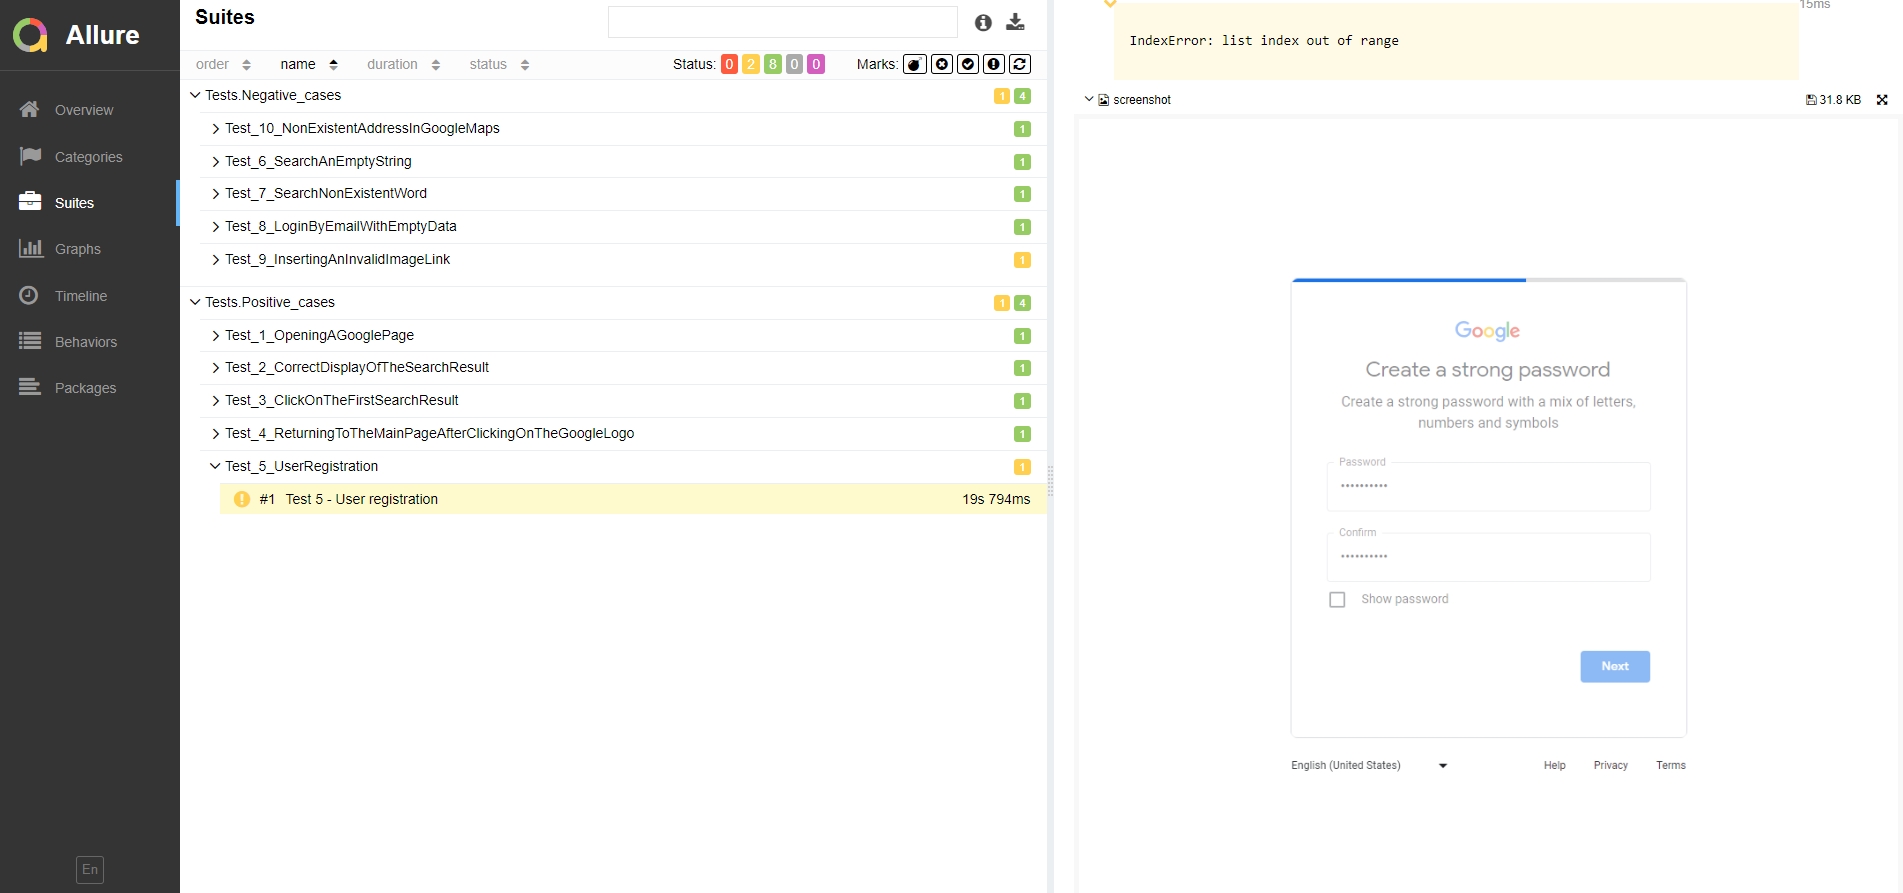 Allure
Overview
Categories
Suites
Graphs
Timeline
Behaviors
Packages
En
Suites
order name duration status Status: 0 2 8 0 0 Marks:
Tests.Negative_cases 1 4
Test_10_NonExistentAddressInGoogleMaps 1
Test_6_SearchAnEmptyString 1
Test_7_SearchNonExistentWord 1
Test_8_LoginByEmailWithEmptyData 1
Test_9_InsertingAnInvalidImageLink 1
Tests.Positive_cases 1 4
Test_1_OpeningAGooglePage 1
Test_2_CorrectDisplayOfTheSearchResult 1
Test_3_ClickOnTheFirstSearchResult 1
Test_4_ReturningToTheMainPageAfterClickingOnTheGoogleLogo 1
Test_5_UserRegistration 1
#1 Test 5 - User registration 19s 794ms
15ms
IndexError: list index out of range
screenshot 31.8 KB
Google
Create a strong password
Create a strong password with a mix of letters,
numbers and symbols
Password
••••••••••
Confirm
••••••••••
Show password
Next
English (United States) Help Privacy Terms